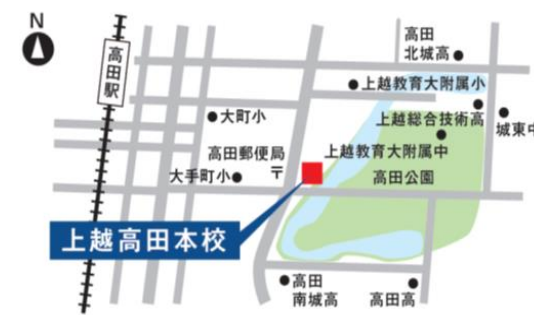 N
高田駅
高田
北城高
上越教育大附属小
上越総合技術高
城東中
大町小
高田郵便局
〒
上越教育大附属中
大手町小
高田公園
上越高田本校
高田
南城高
高田高